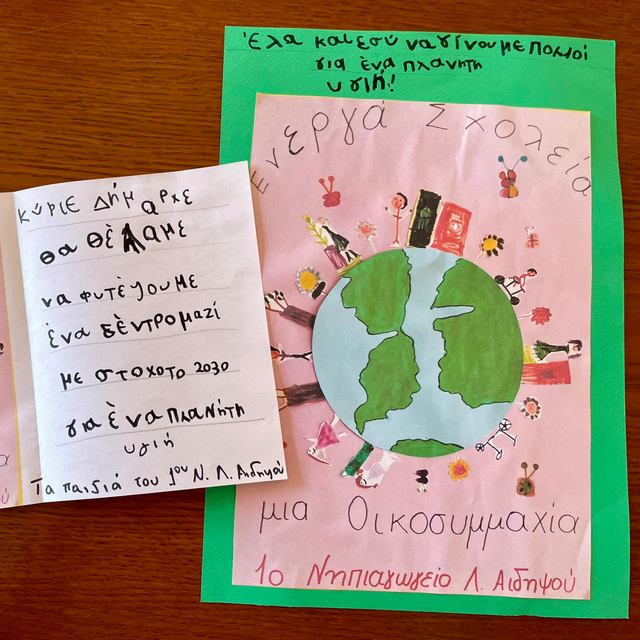 Κύριε Δήμαρχε
θα θέλαμε
να φυτέψουμε
ένα δέντρο μαζί
με στόχο το 2030
για ένα πλανήτη
υγιή
Τα παιδιά του 1ου Ν. Λ. Αιδηψού
Έλα και εσύ να γίνουμε πολλοί
για ένα πλανήτη
υγιή!
Ενεργά Σχολεία
μια Οικοσυμμαχία
1ο Νηπιαγωγείο Λ. Αιδηψού